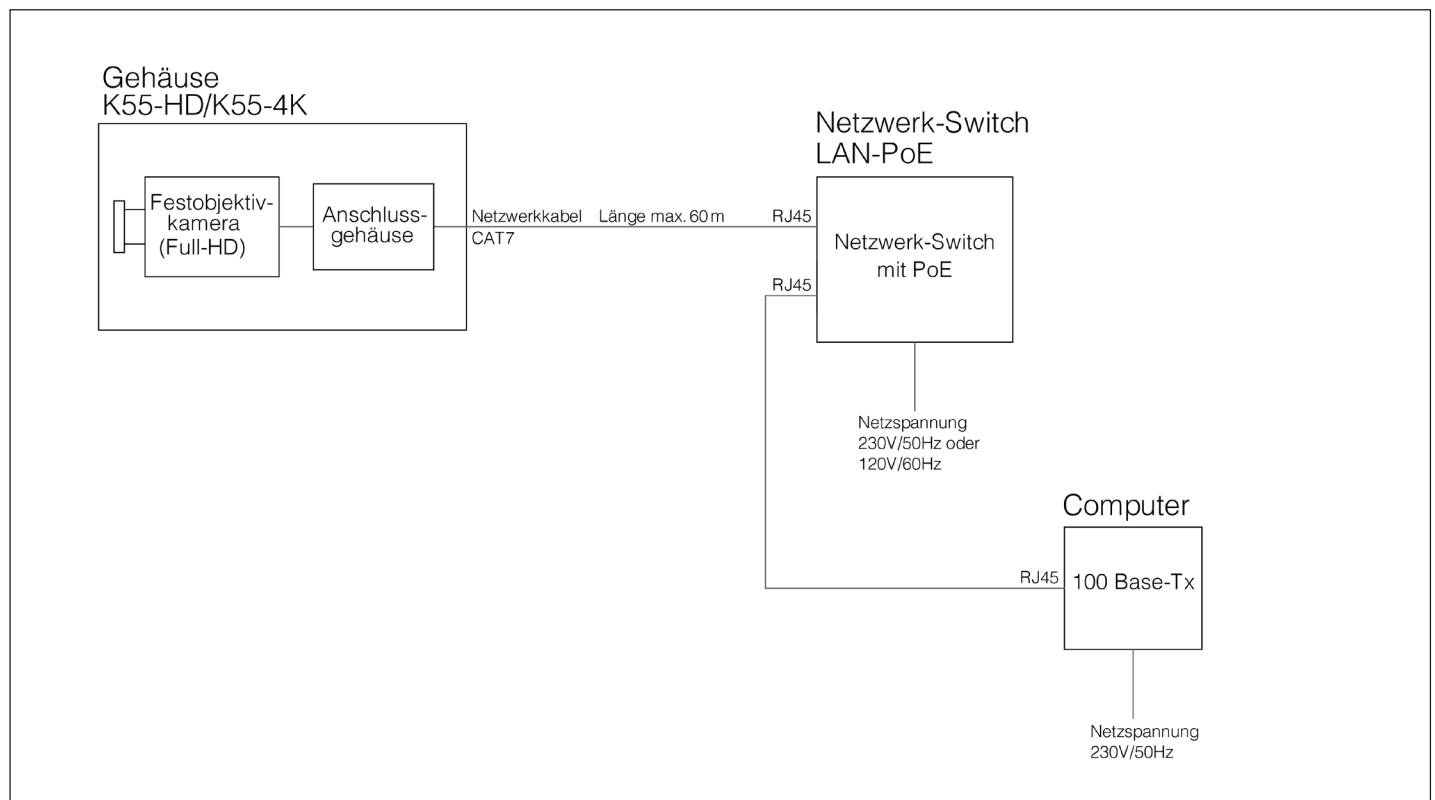 Gehäuse
K55-HD/K55-4K
Festobjektiv-
kamera
(Full-HD)
Anschluss-
gehäuse
Netzwerkkabel Länge max. 60 m
CAT7
Netzwerk-Switch
LAN-PoE
RJ45
Netzwerk-Switch
mit PoE
RJ45
Netzspannung
230V/50Hz oder
120V/60Hz
Computer
RJ45
100 Base-Tx
Netzspannung
230V/50Hz